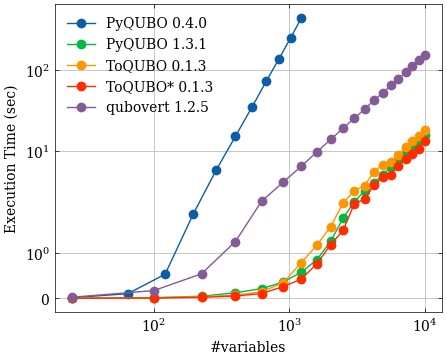 PyQUBO 0.4.0
PyQUBO 1.3.1
ToQUBO 0.1.3
ToQUBO* 0.1.3
qubovert 1.2.5
Execution Time (sec)
10²
10¹
10⁰
0
10² 10³ 10⁴
#variables